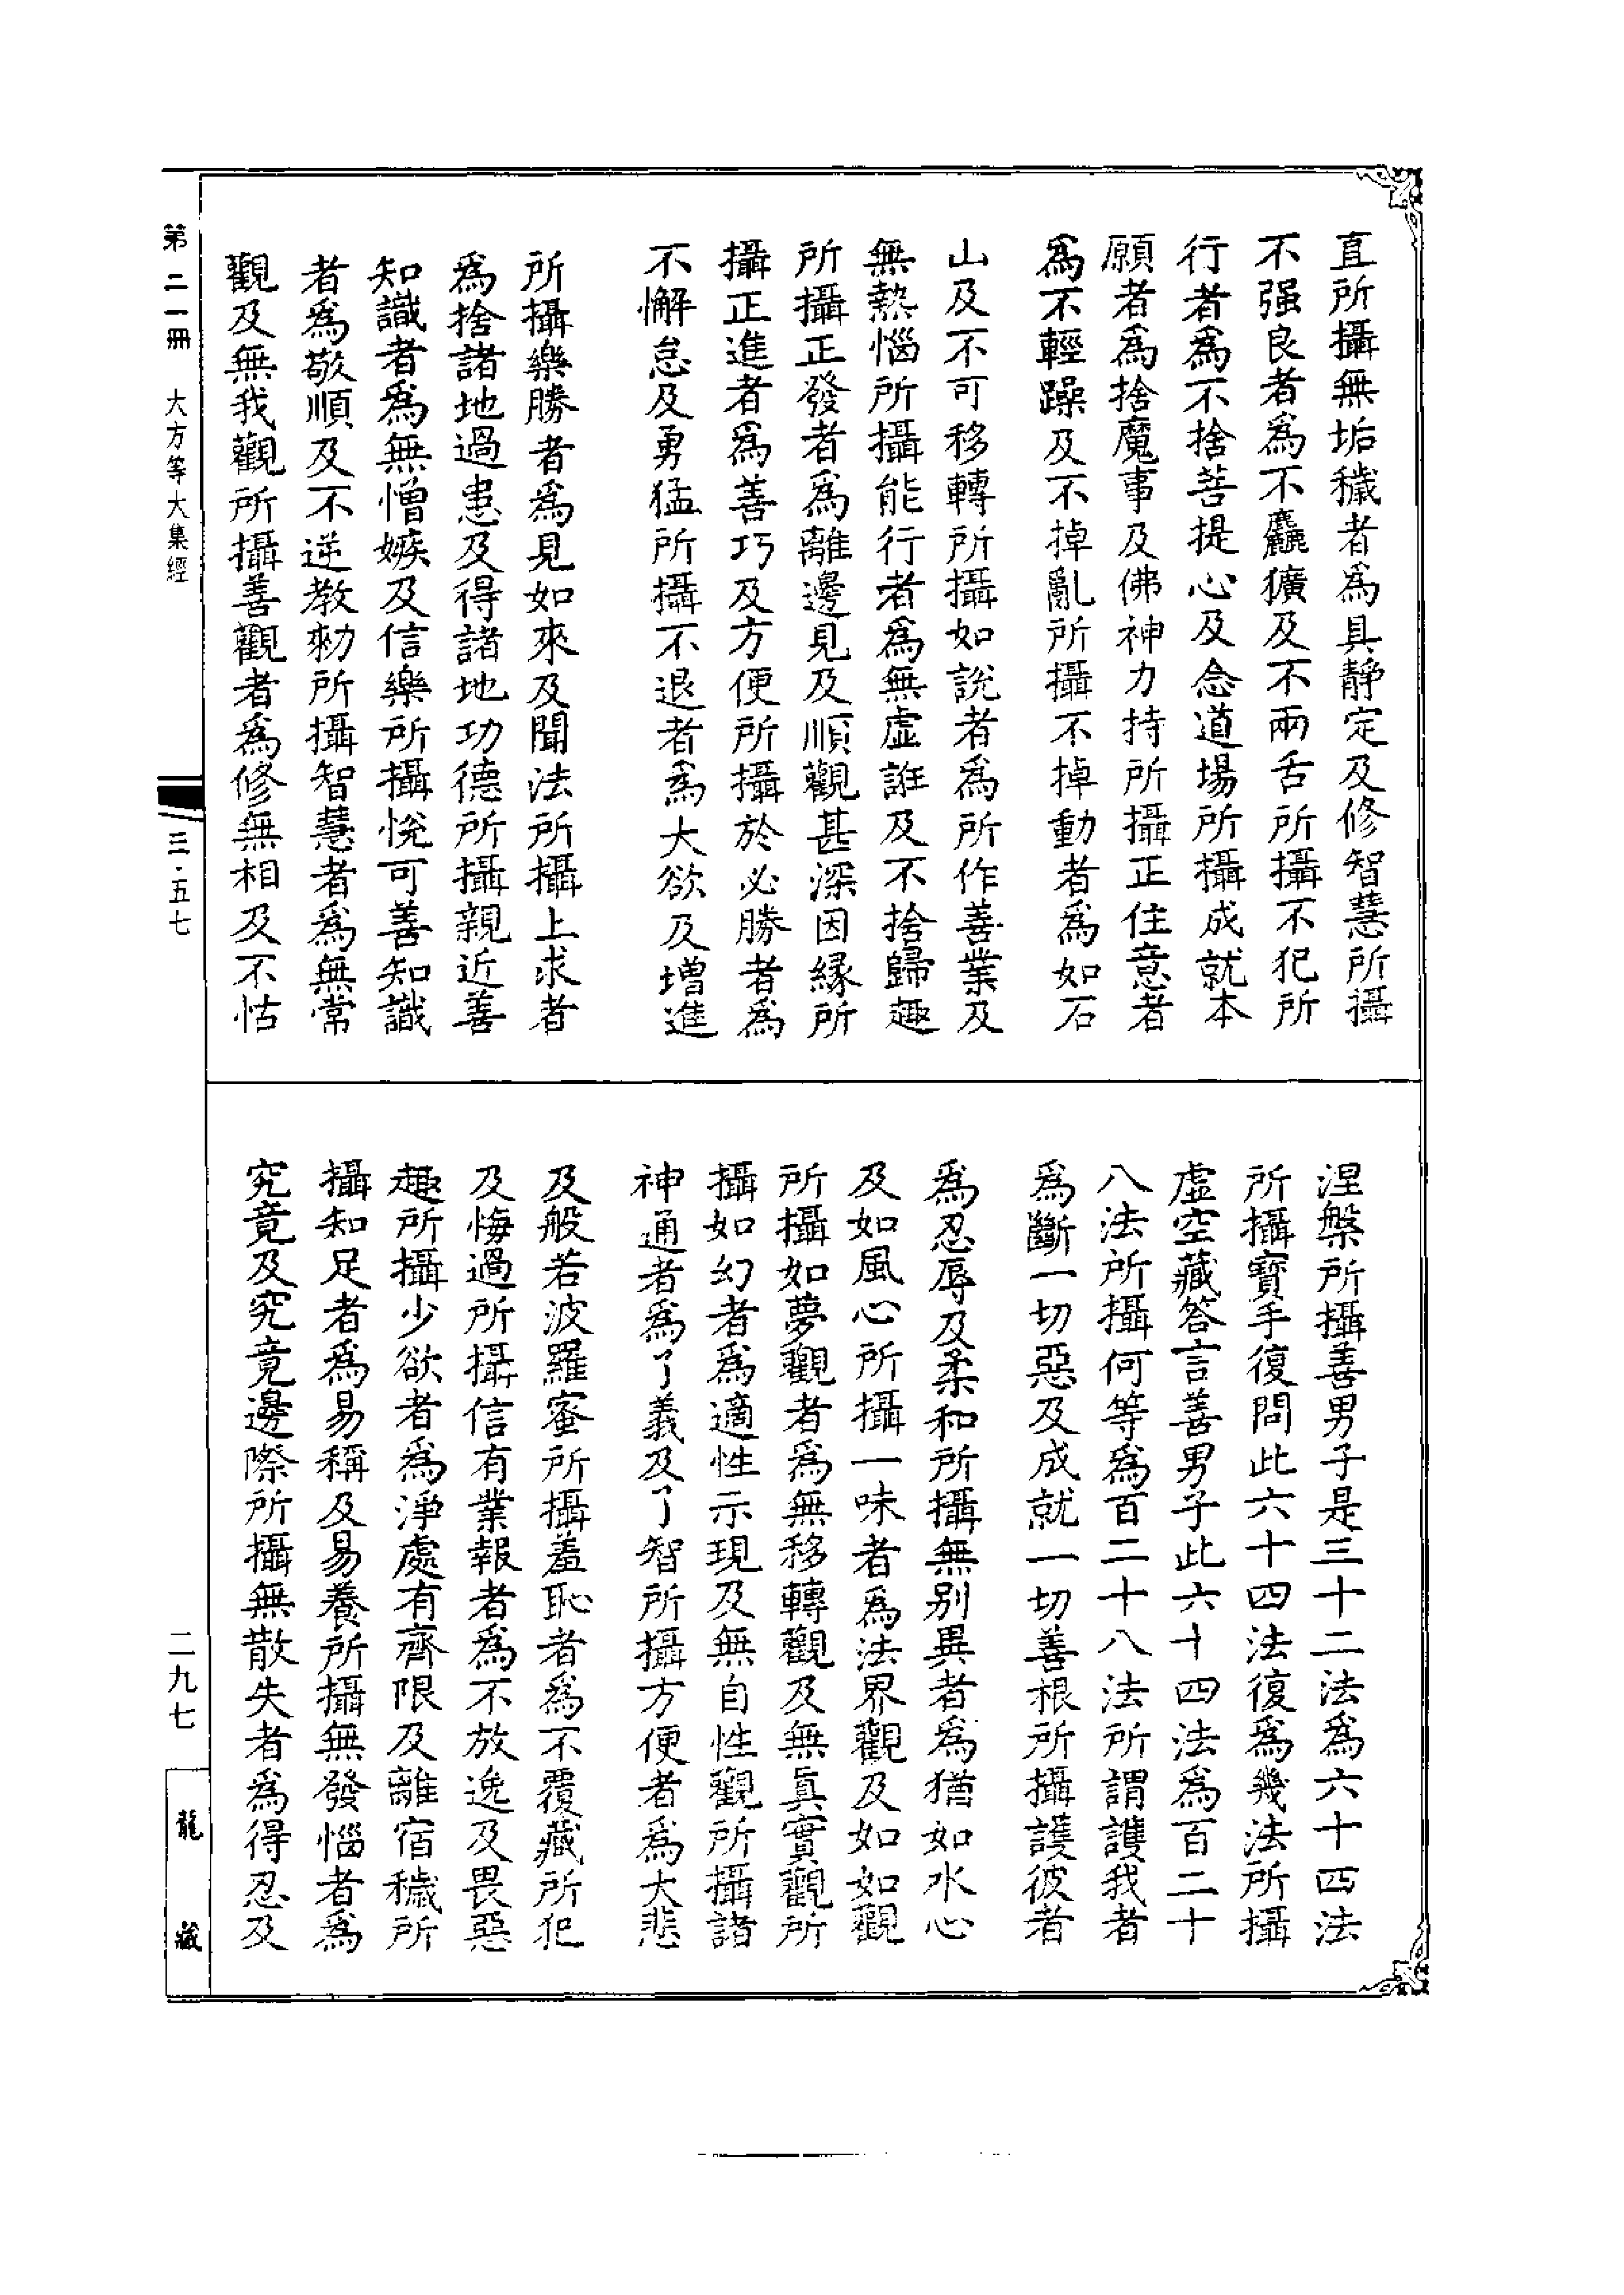 直所攝無垢穢者爲具靜定及修智慧所攝
不强良者爲不麤獷及不兩舌所攝不犯所
行者爲不捨菩提心及念道場所攝成就本
願者爲捨魔事及佛神力持所攝正住意者
爲不輕躁及不掉亂所攝不掉動者爲如石
山及不可移轉所攝如說者爲所作善業及
無熱惱所攝能行者爲無虛誑及不捨歸趣
所攝正發者爲離邊見及順觀甚深因緣所
攝正進者爲善巧及方便所攝於必勝者爲
不懈怠及勇猛所攝不退者爲大欲及增進
所攝樂勝者爲見如來及聞法所攝上求者
爲捨諸地過患及得諸地功德所攝親近善
知識者爲無憎嫉及信樂所攝悅可善知識
者爲敬順及不逆教勑所攝智慧者爲無常
觀及無我觀所攝善觀者爲修無相及不怙
涅槃所攝善男子是三十二法爲六十四法
所攝寶手復問此六十四法復爲幾法所攝
虛空藏答言善男子此六十四法爲百二十
八法所攝何等爲百二十八法所謂護我者
爲斷一切惡及成就一切善根所攝護彼者
爲忍辱及柔和所攝無別異者爲猶如水心
及如風心所攝一味者爲法界觀及如如觀
所攝如夢觀者爲無移轉觀及無眞實觀所
攝如幻者爲適性示現及無自性觀所攝諸
神通者爲了義及了智所攝方便者爲大悲
及般若波羅蜜所攝羞恥者爲不覆藏所犯
及悔過所攝信有業報者爲不放逸及畏惡
趣所攝少欲者爲淨處有齊限及離宿穢所
攝知足者爲易稱及易養所攝無發惱者爲
究竟及究竟邊際所攝無散失者爲得忍及
第二一冊 大方等大集經
三·五七
二九七
龍藏